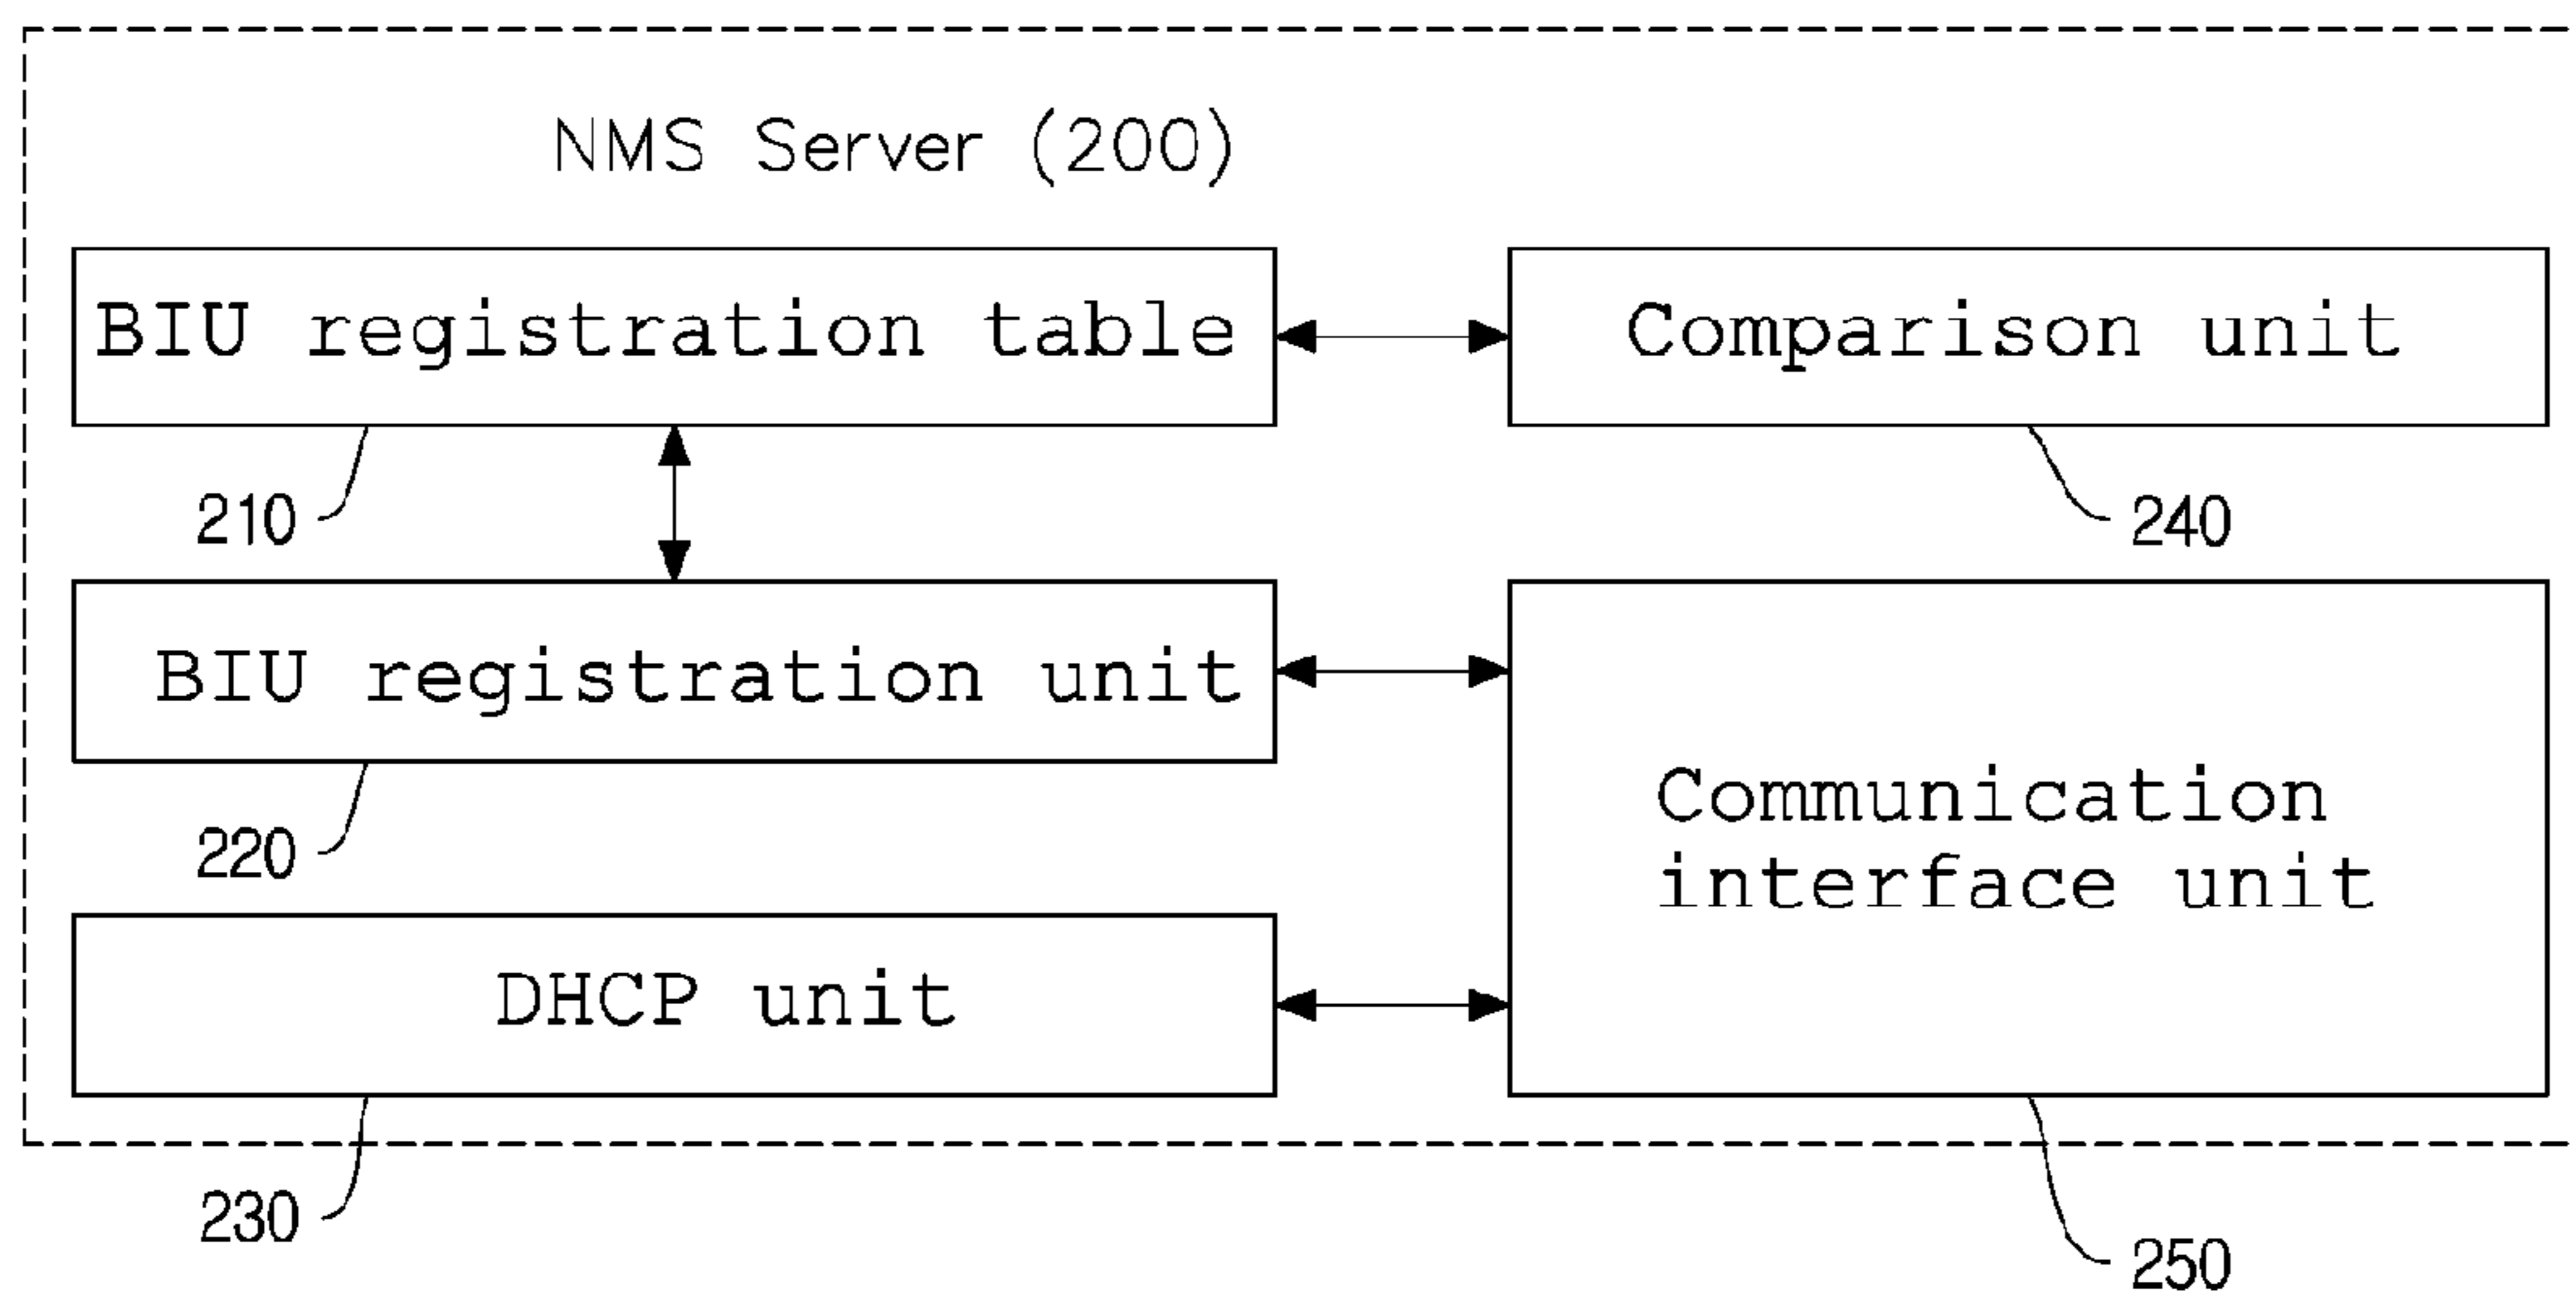 NMS Server (200)
BIU registration table
Comparison unit
210
240
BIU registration unit
Communication
interface unit
220
DHCP unit
230
250